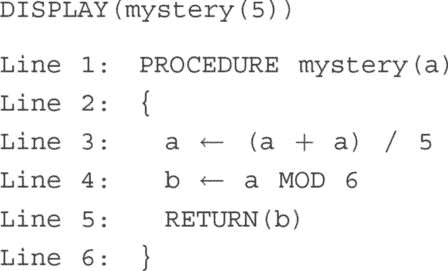 DISPLAY(mystery(5))
Line 1: PROCEDURE mystery(a)
Line 2: {
Line 3: a ← (a + a) / 5
Line 4: b ← a MOD 6
Line 5: RETURN(b)
Line 6: }